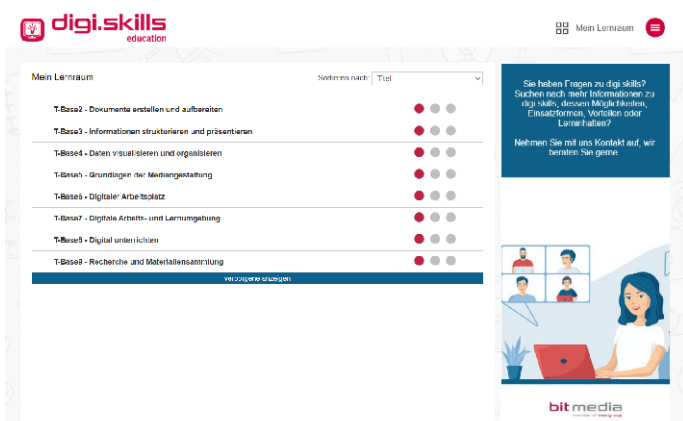 digi.skills
education
Mein Lernraum
Mein Lernraum
Sortieren nach: Titel
T-Base2 - Dokumente erstellen und aufbereiten
T-Base3 - Informationen strukturieren und präsentieren
T-Base4 - Daten visualisieren und organisieren
T-Base5 - Grundlagen der Mediengestaltung
T-Base6 - Digitaler Arbeitsplatz
T-Base7 - Digitale Arbeits- und Lernumgebung
T-Base8 - Digital unterrichten
T-Base9 - Recherche und Materialiensammlung
verborgene anzeigen
Sie haben Fragen zu digi.skills?
Suchen nach mehr Informationen zu
digi.skills, dessen Möglichkeiten,
Einsatzformen, Vorteilen oder
Lerninhalten?
Nehmen Sie mit uns Kontakt auf, wir
beraten Sie gerne
bit media